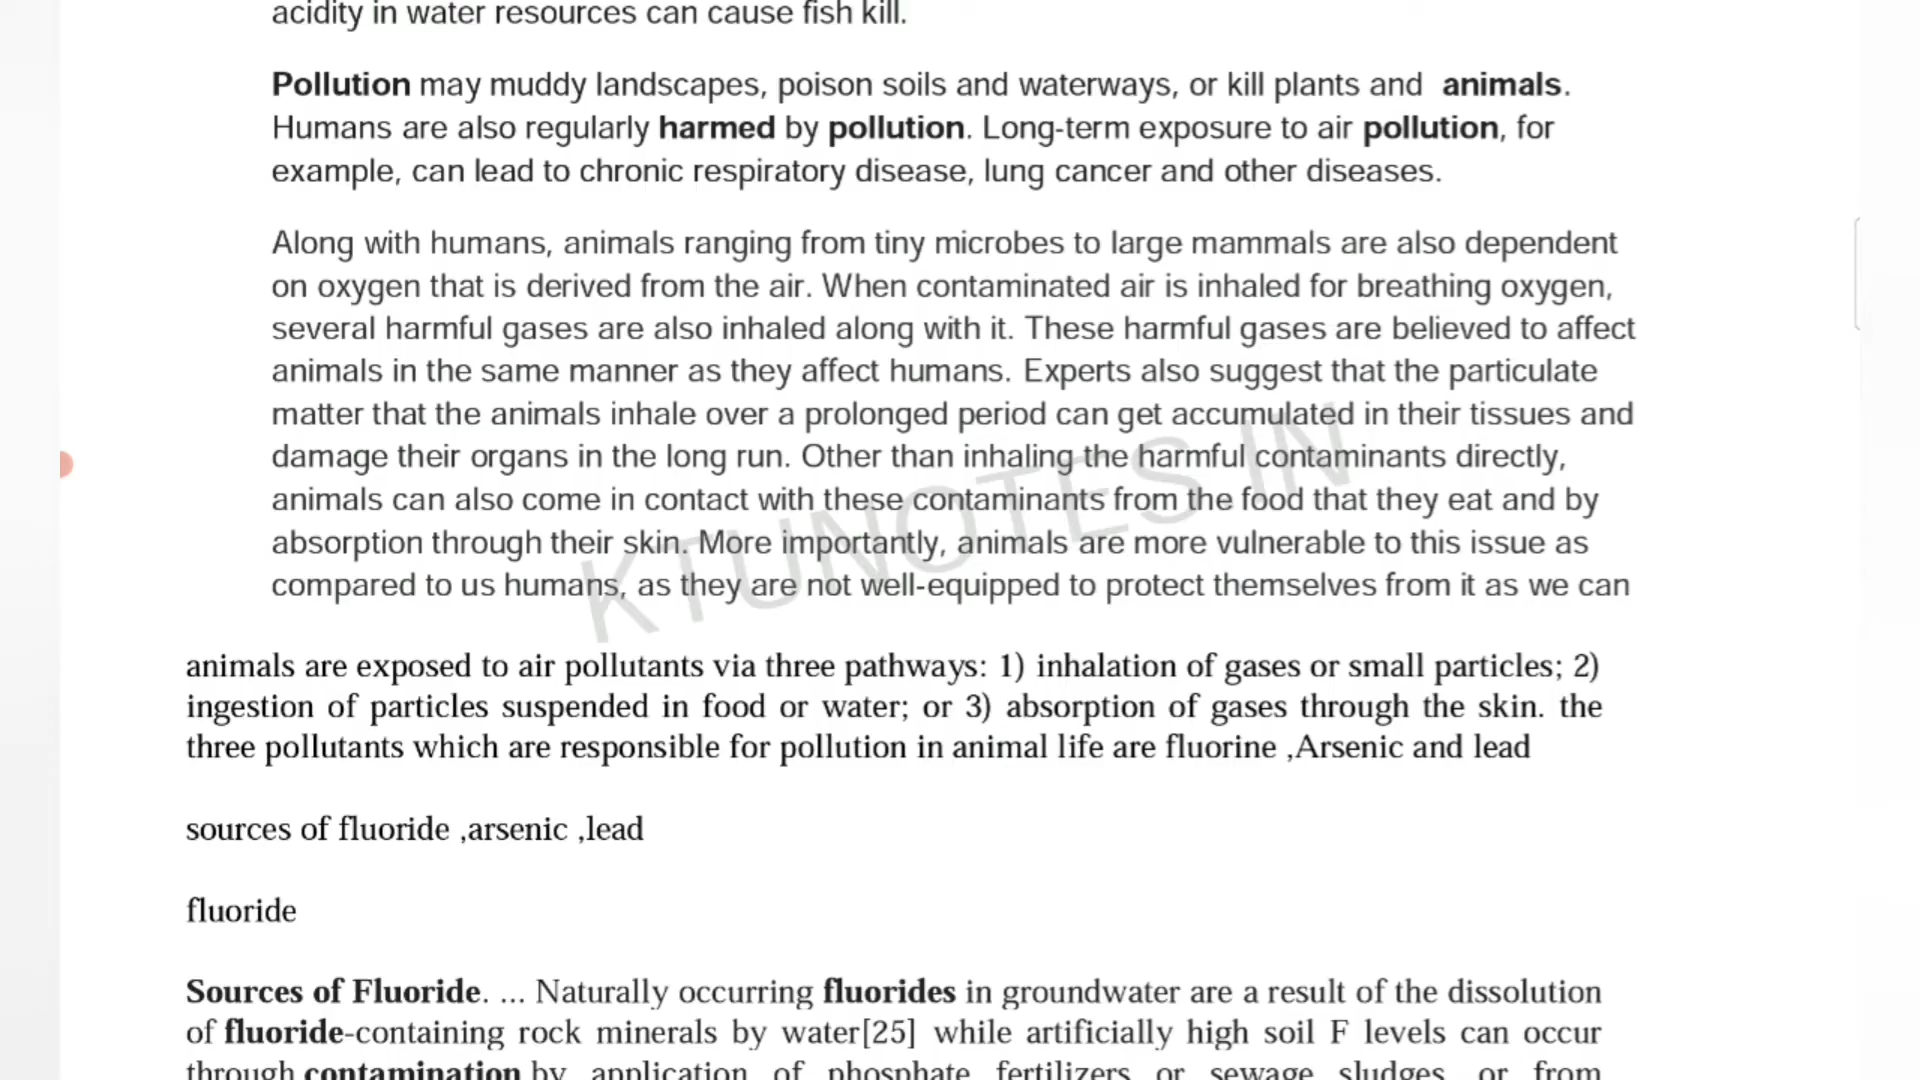 acidity in water resources can cause fish kill.
Pollution may muddy landscapes, poison soils and waterways, or kill plants and animals.
Humans are also regularly harmed by pollution. Long-term exposure to air pollution, for
example, can lead to chronic respiratory disease, lung cancer and other diseases.
Along with humans, animals ranging from tiny microbes to large mammals are also dependent
on oxygen that is derived from the air. When contaminated air is inhaled for breathing oxygen,
several harmful gases are also inhaled along with it. These harmful gases are believed to affect
animals in the same manner as they affect humans. Experts also suggest that the particulate
matter that the animals inhale over a prolonged period can get accumulated in their tissues and
damage their organs in the long run. Other than inhaling the harmful contaminants directly,
animals can also come in contact with these contaminants from the food that they eat and by
absorption through their skin. More importantly, animals are more vulnerable to this issue as
compared to us humans, as they are not well-equipped to protect themselves from it as we can
KTUNOTES IN
animals are exposed to air pollutants via three pathways: 1) inhalation of gases or small particles; 2)
ingestion of particles suspended in food or water; or 3) absorption of gases through the skin. the
three pollutants which are responsible for pollution in animal life are fluorine ,Arsenic and lead
sources of fluoride ,arsenic ,lead
fluoride
Sources of Fluoride. ... Naturally occurring fluorides in groundwater are a result of the dissolution
of fluoride-containing rock minerals by water[25] while artificially high soil F levels can occur
through contamination by application of phosphate fertilizers or sewage sludges, or from